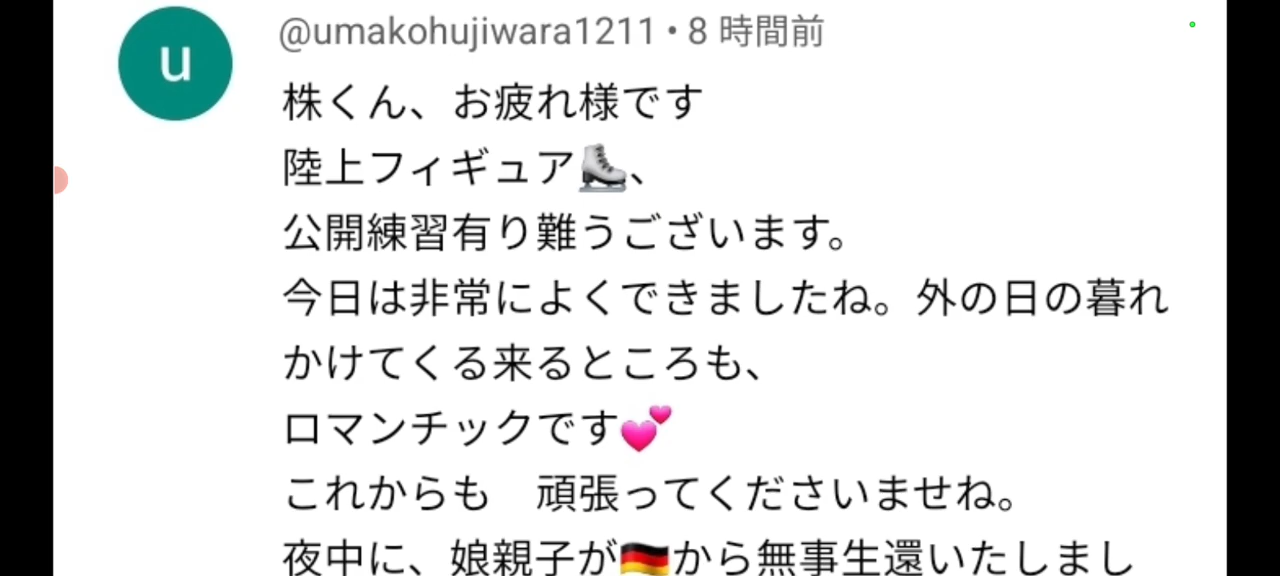 u
@umakohujiwara1211 • 8 時間前
株くん、お疲れ様です
陸上フィギュア⛸️、
公開練習有り難うございます。
今日は非常によくできましたね。外の日の暮れ
かけてくる来るところも、
ロマンチックです💕
これからも　頑張ってくださいませね。
夜中に、娘親子が🇩🇪から無事生還いたしまし